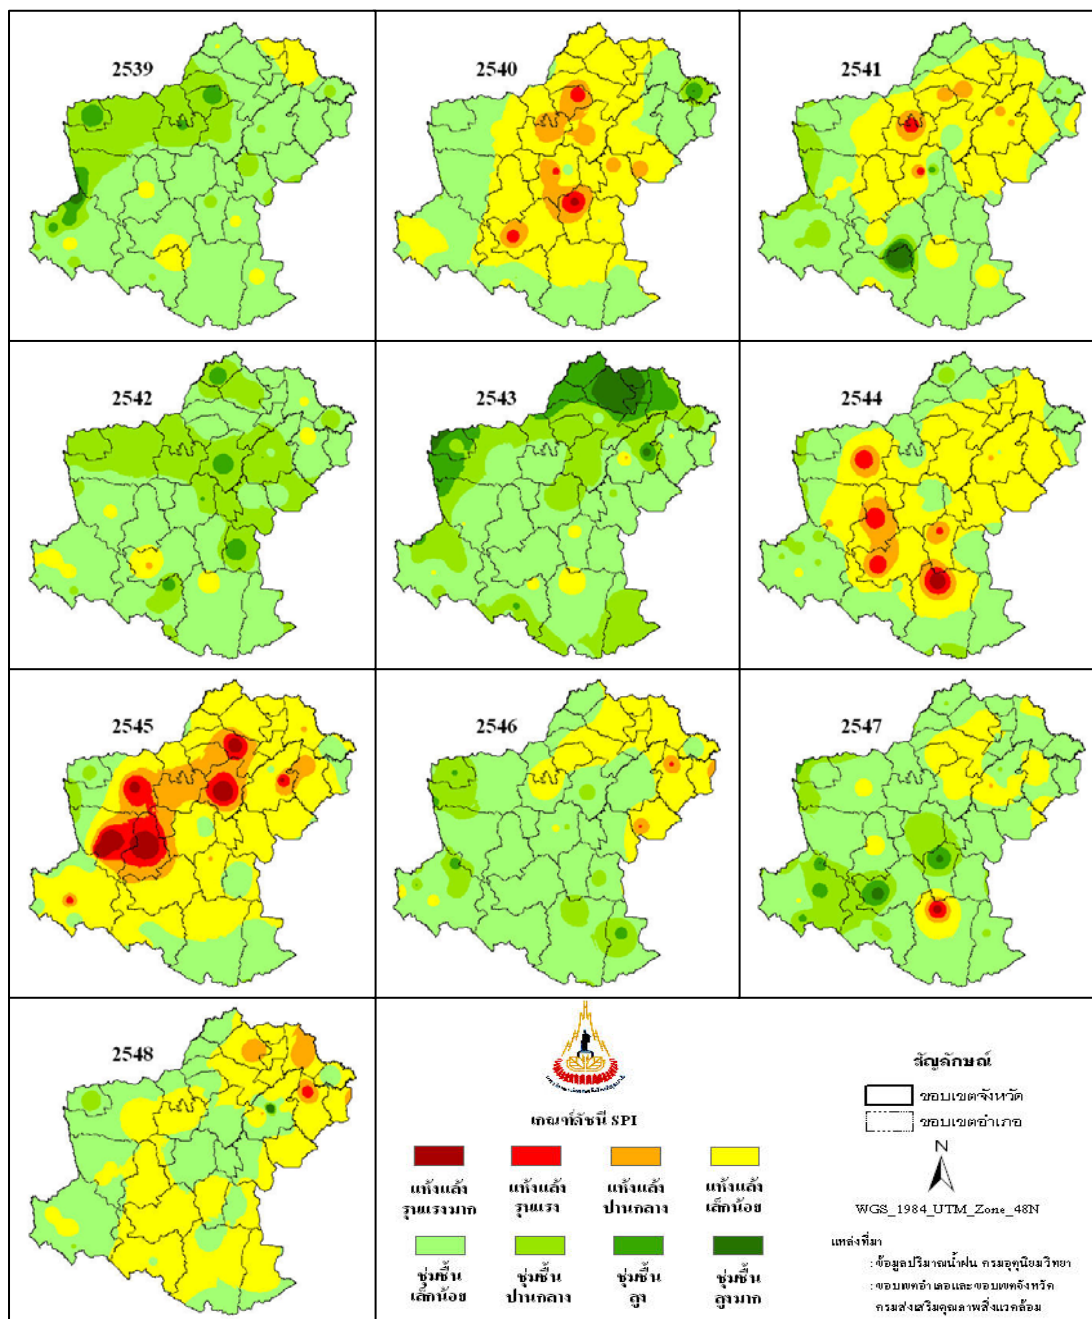 2539
2540
2541
2542
2543
2544
2545
2546
2547
2548
เกณฑ์ดัชนี SPI
แห้งแล้ง
รุนแรงมาก
แห้งแล้ง
รุนแรง
แห้งแล้ง
ปานกลาง
แห้งแล้ง
เล็กน้อย
ชุ่มชื้น
เล็กน้อย
ชุ่มชื้น
ปานกลาง
ชุ่มชื้น
สูง
ชุ่มชื้น
สูงมาก
สัญลักษณ์
ขอบเขตจังหวัด
ขอบเขตอำเภอ
N
WGS_1984_UTM_Zone_48N
แหล่งที่มา
: ข้อมูลปริมาณน้ำฝน กรมอุตุนิยมวิทยา
: ขอบเขตอำเภอและขอบเขตจังหวัด
กรมส่งเสริมคุณภาพสิ่งแวดล้อม